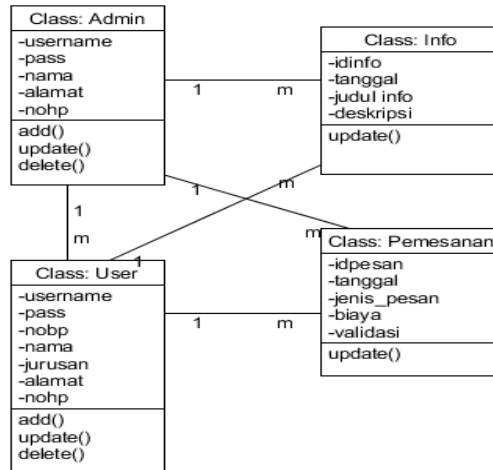 Class: Admin
-username
-pass
-nama
-alamat
-nohp
add()
update()
delete()
Class: Info
-idinfo
-tanggal
-judul info
-deskripsi
update()
1
m
1
m
1
m
1
m
Class: User
-username
-pass
-nobp
-nama
-jurusan
-alamat
-nohp
add()
update()
delete()
1
m
Class: Pemesanan
-idpesan
-tanggal
-jenis_pesan
-biaya
-validasi
update()